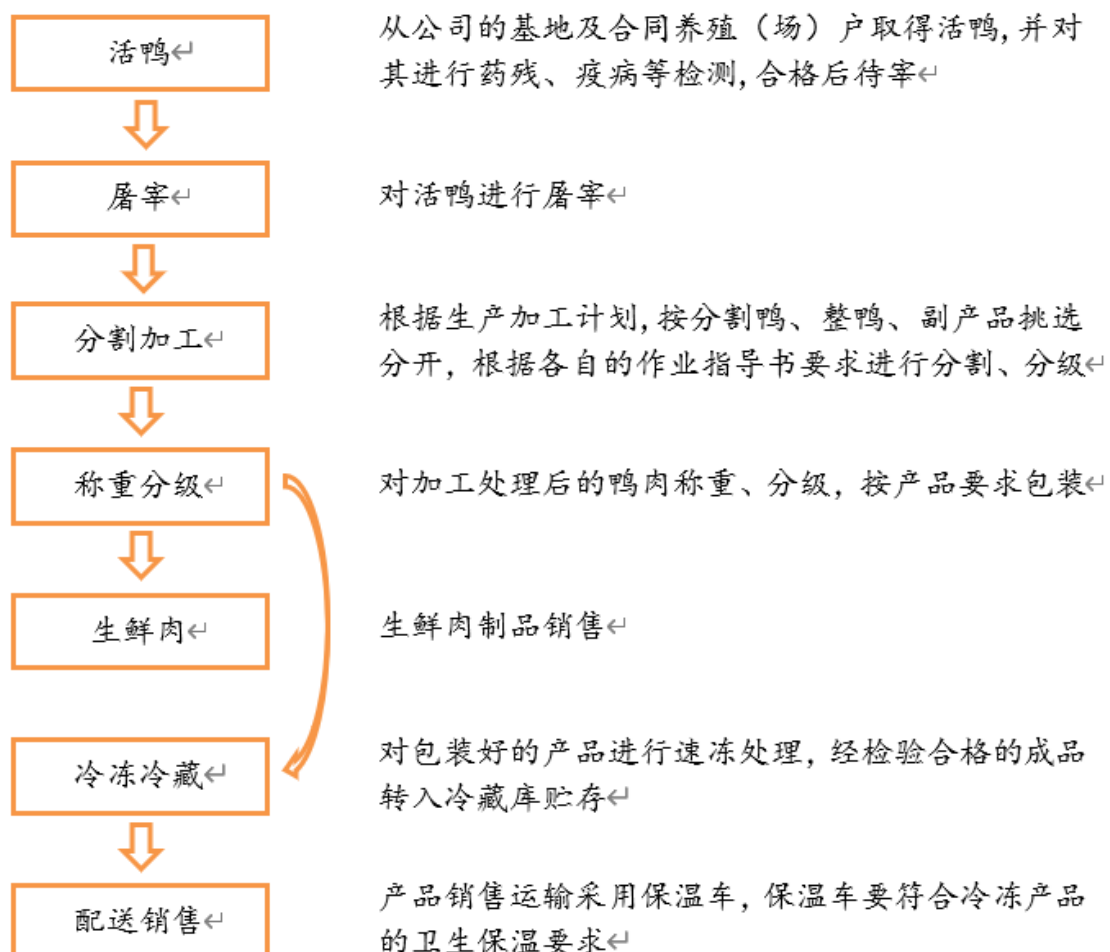 活鸭
从公司的基地及合同养殖（场）户取得活鸭,并对
其进行药残、疫病等检测,合格后待宰
屠宰
对活鸭进行屠宰
分割加工
根据生产加工计划,按分割鸭、整鸭、副产品挑选
分开，根据各自的作业指导书要求进行分割、分级
称重分级
对加工处理后的鸭肉称重、分级，按产品要求包装
生鲜肉
生鲜肉制品销售
冷冻冷藏
对包装好的产品进行速冻处理，经检验合格的成品
转入冷藏库贮存
配送销售
产品销售运输采用保温车，保温车要符合冷冻产品
的卫生保温要求